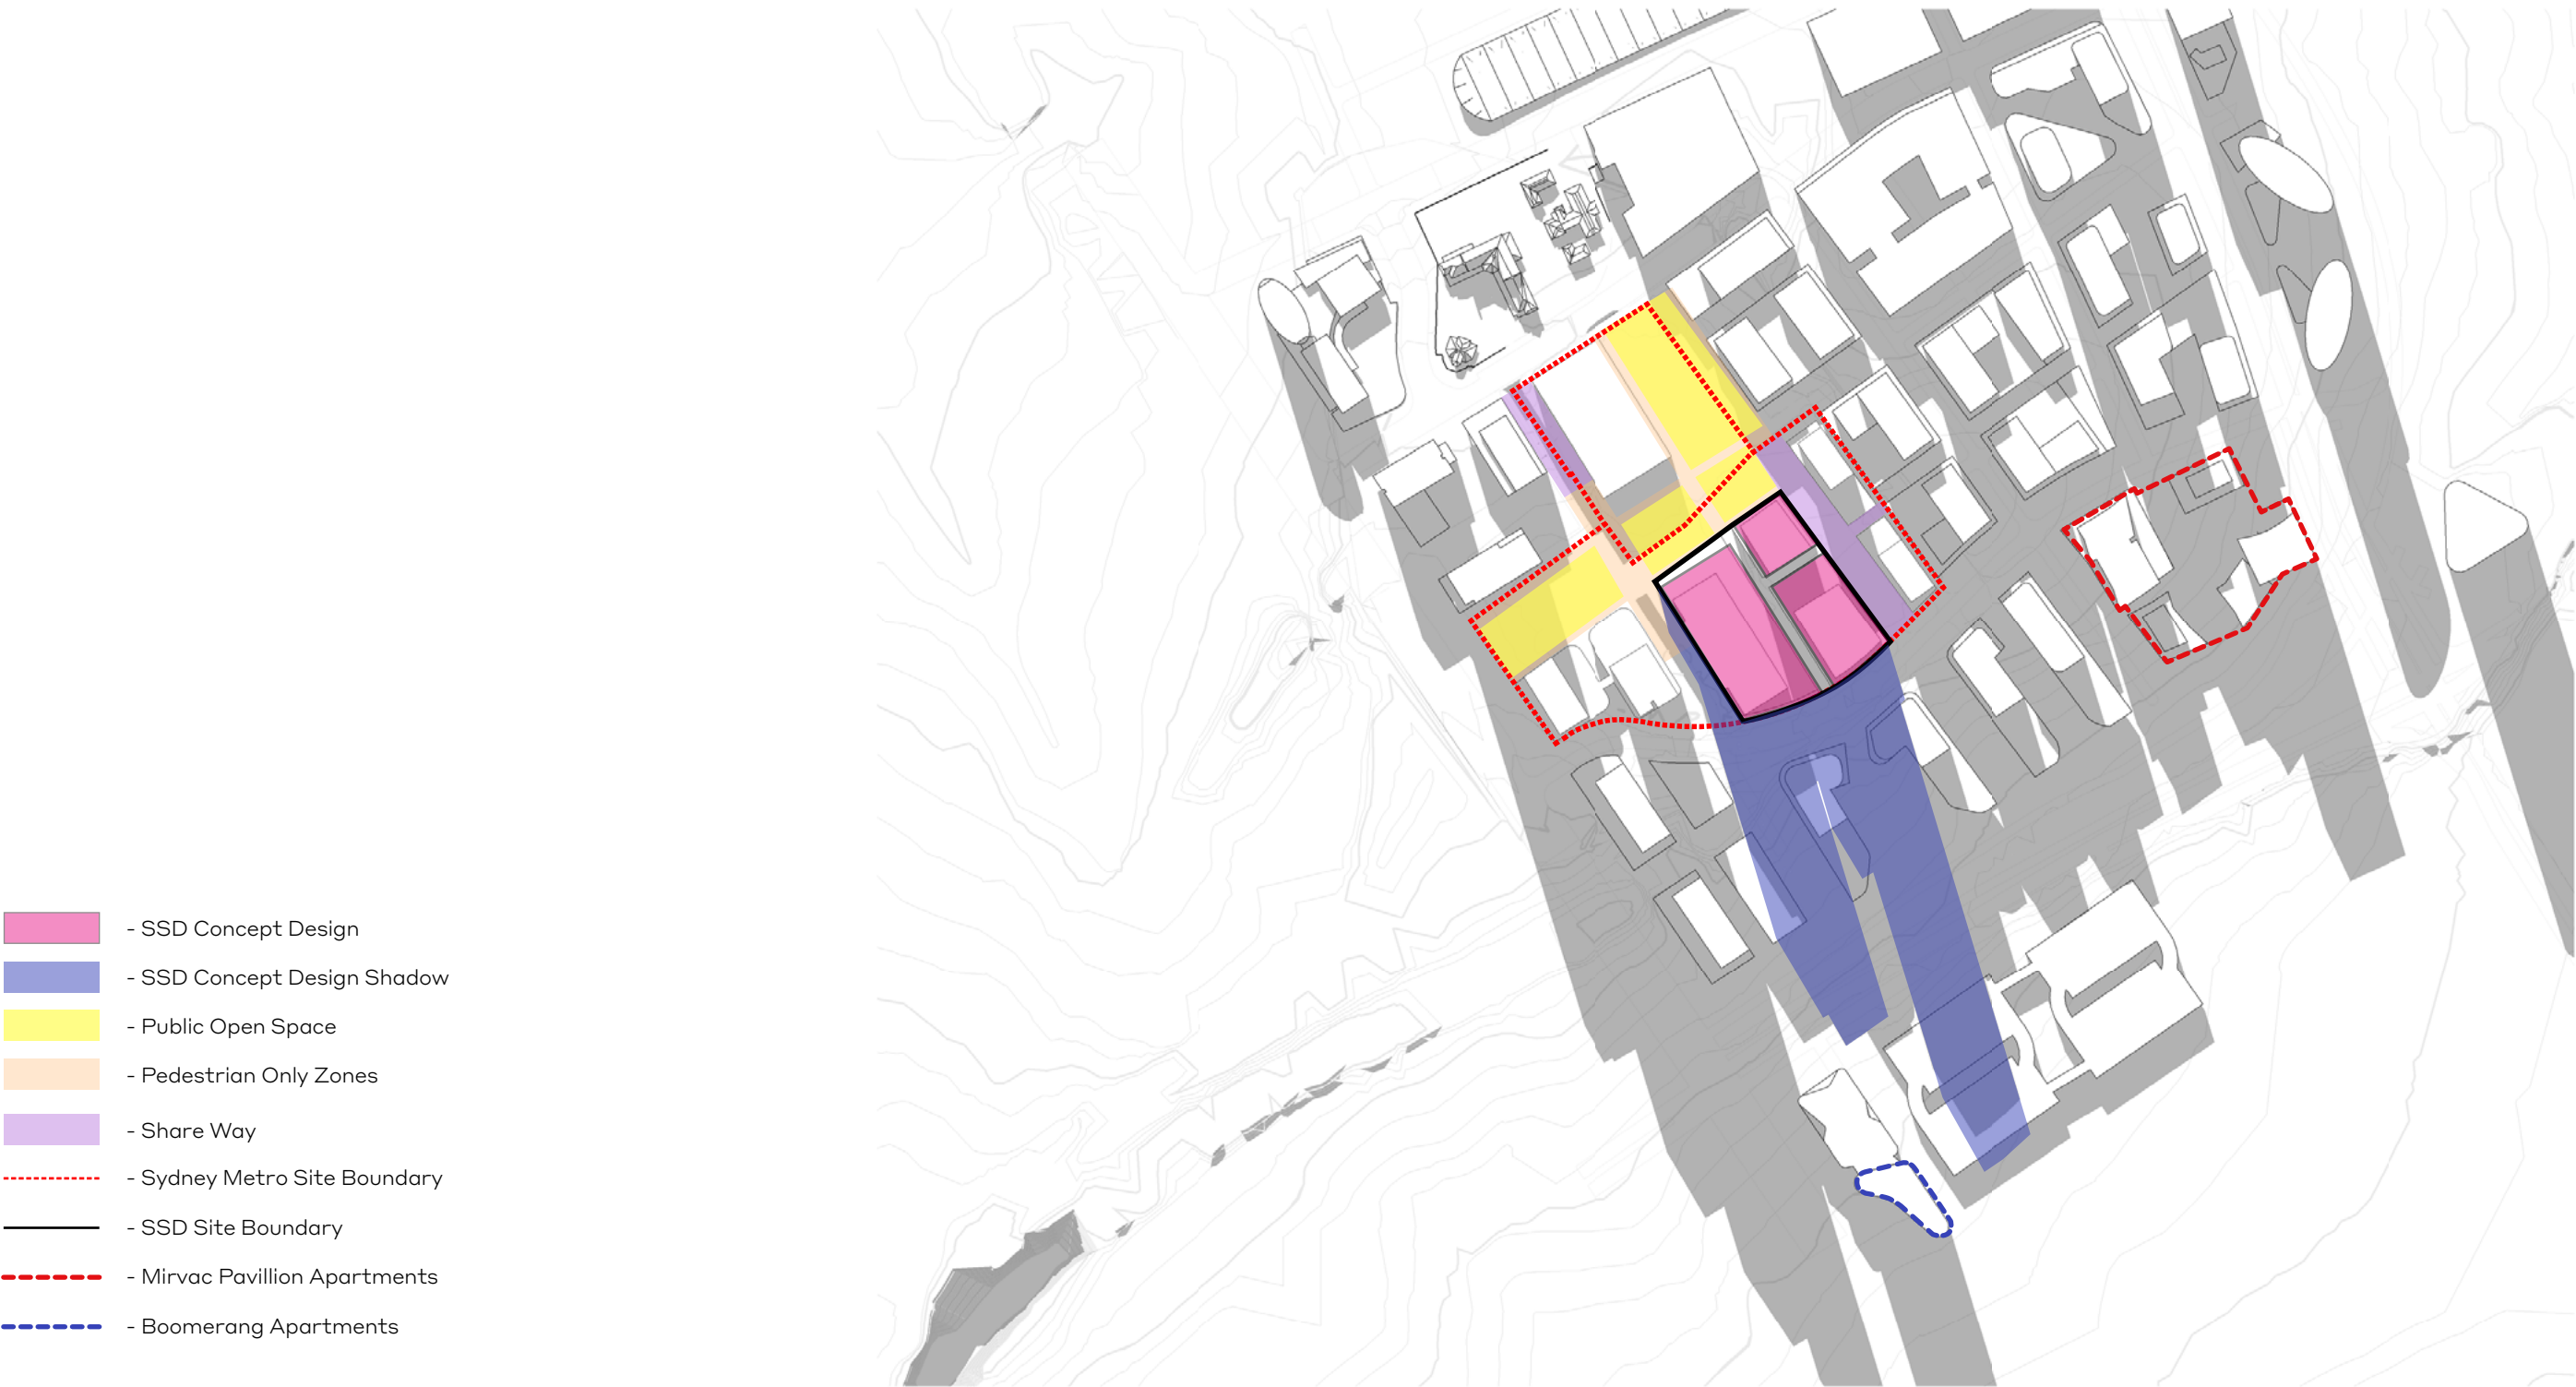 - SSD Concept Design
- SSD Concept Design Shadow
- Public Open Space
- Pedestrian Only Zones
- Share Way
- Sydney Metro Site Boundary
- SSD Site Boundary
- Mirvac Pavillion Apartments
- Boomerang Apartments